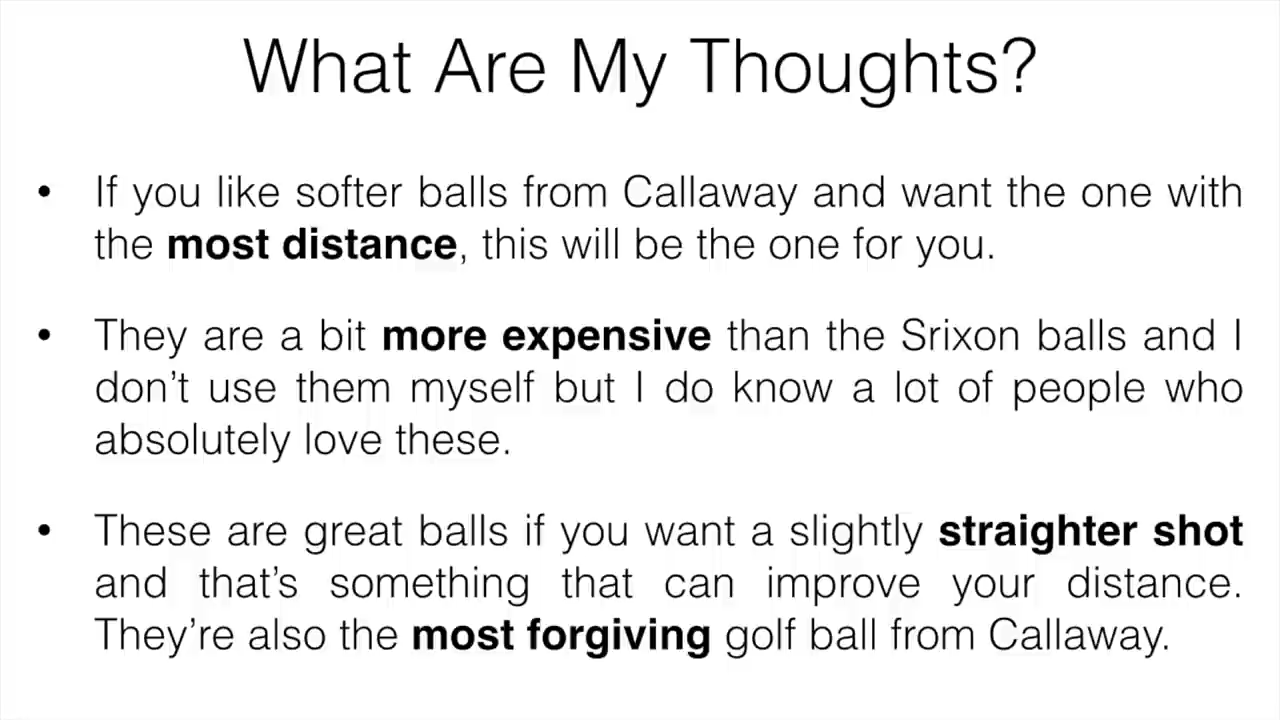 What Are My Thoughts?
• If you like softer balls from Callaway and want the one with
the most distance, this will be the one for you.
• They are a bit more expensive than the Srixon balls and I
don’t use them myself but I do know a lot of people who
absolutely love these.
• These are great balls if you want a slightly straighter shot
and that’s something that can improve your distance.
They’re also the most forgiving golf ball from Callaway.